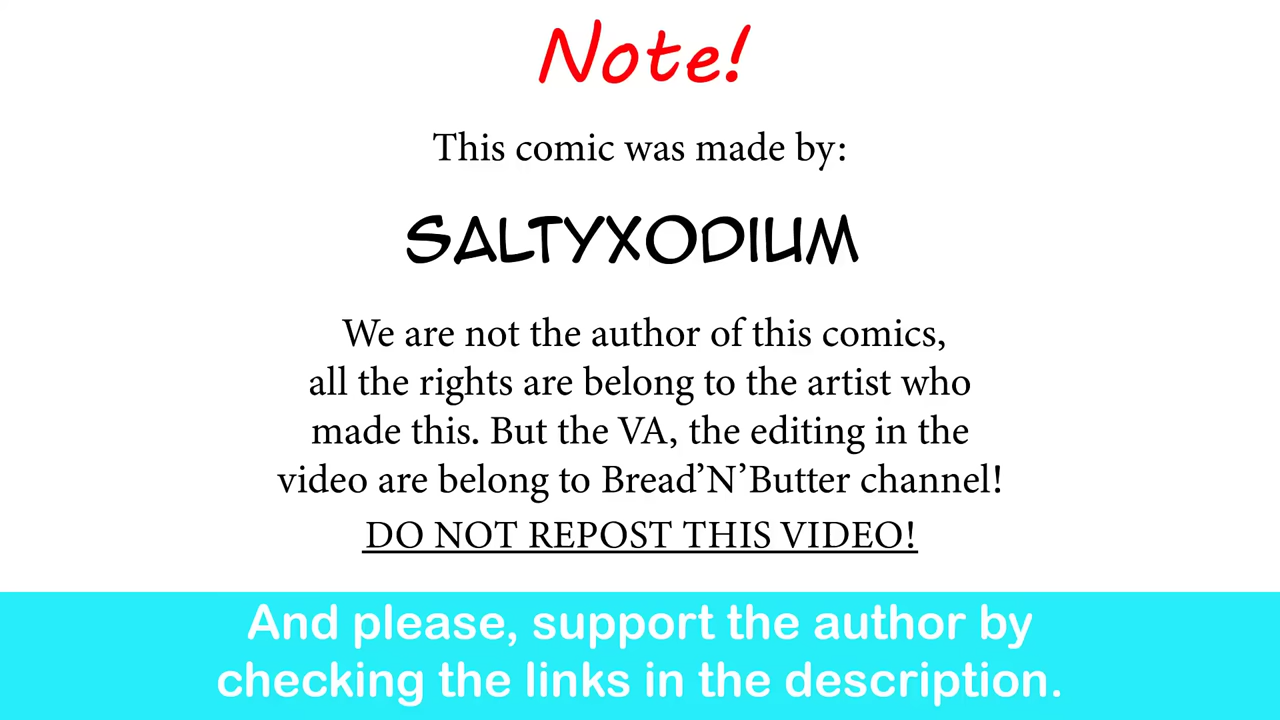 Note!
This comic was made by:
SALTYXODIUM
We are not the author of this comics,
all the rights are belong to the artist who
made this. But the VA, the editing in the
video are belong to Bread’N’Butter channel!
DO NOT REPOST THIS VIDEO!
And please, support the author by
checking the links in the description.